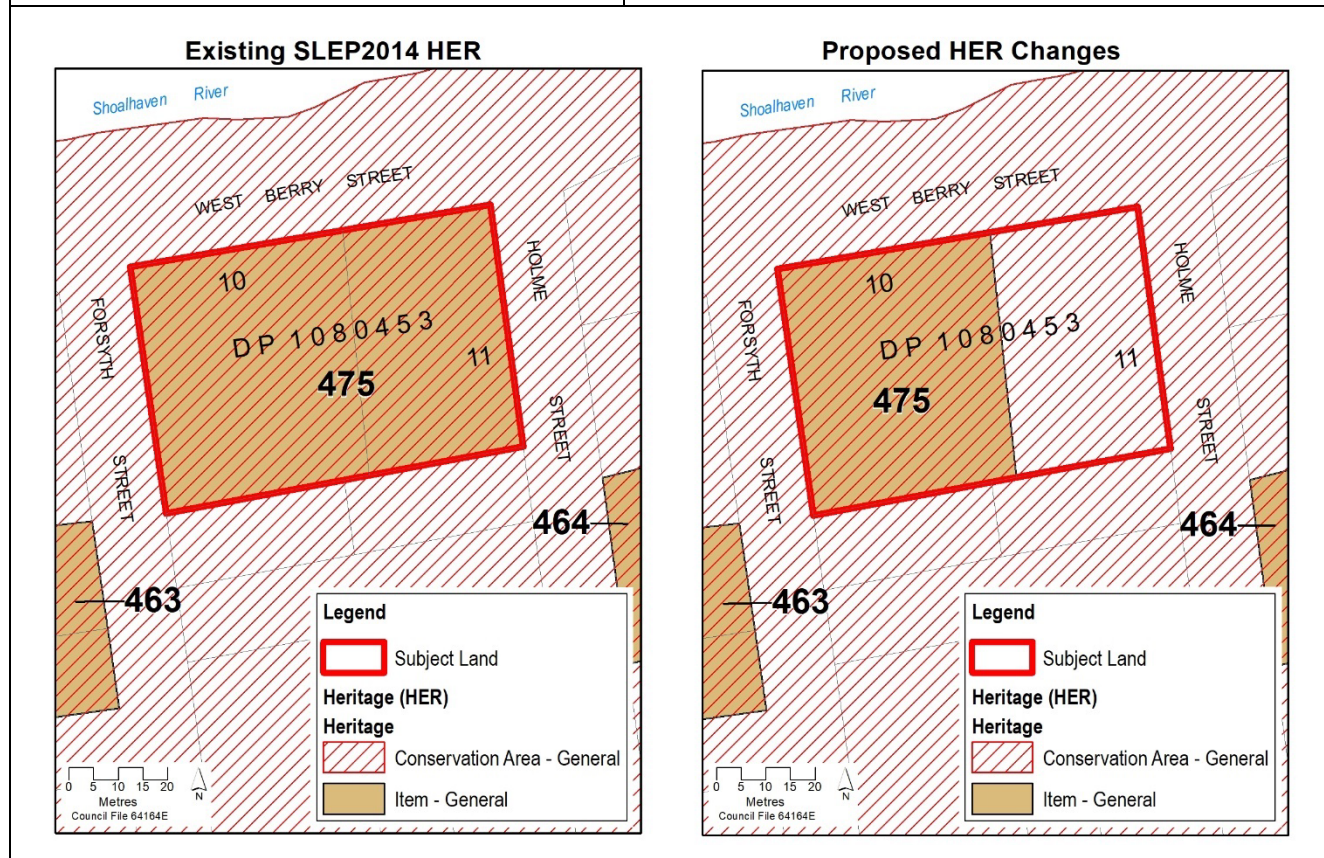 Existing SLEP2014 HER
Shoalhaven River
WEST BERRY STREET
FORSYTH STREET
HOLME STREET
10
DP 1080453
11
475
464
463
Legend
Subject Land
Heritage (HER)
Heritage
Conservation Area - General
Item - General
0 5 10 15 20
Metres
Council File 64164E
N
Proposed HER Changes
Shoalhaven River
WEST BERRY STREET
FORSYTH STREET
HOLME STREET
10
DP 1080453
11
475
464
463
Legend
Subject Land
Heritage (HER)
Heritage
Conservation Area - General
Item - General
0 5 10 15 20
Metres
Council File 64164E
N